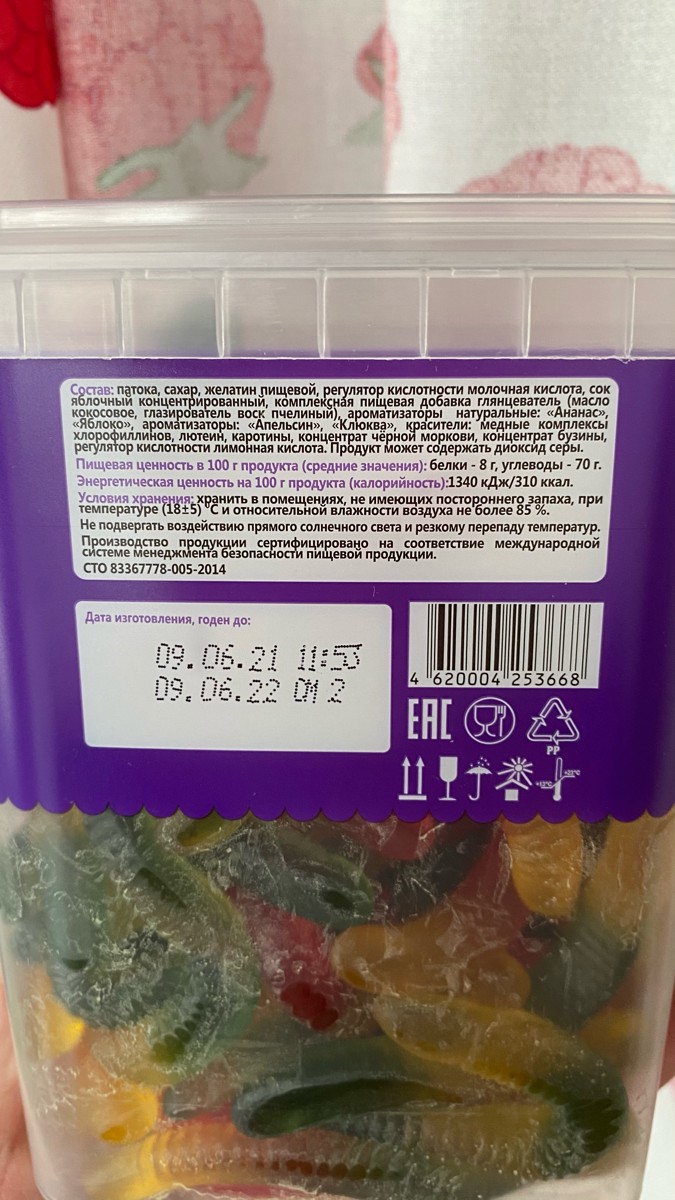 Состав: патока, сахар, желатин пищевой, регулятор кислотности молочная кислота, сок
яблочный концентрированный, комплексная пищевая добавка глянцеватель (масло
кокосовое, глазирователь воск пчелиный), ароматизаторы натуральные: «Ананас»,
«Яблоко», ароматизаторы: «Апельсин», «Клюква», красители: медные комплексы
хлорофиллинов, лютеин, каротины, концентрат чёрной моркови, концентрат бузины,
регулятор кислотности лимонная кислота. Продукт может содержать диоксид серы.
Пищевая ценность в 100 г продукта (средние значения): белки - 8 г, углеводы - 70 г.
Энергетическая ценность на 100 г продукта (калорийность):1340 кДж/310 ккал.
Условия хранения: хранить в помещениях, не имеющих постороннего запаха, при
температуре (18±5) °С и относительной влажности воздуха не более 85 %.
Не подвергать воздействию прямого солнечного света и резкому перепаду температур.
Производство продукции сертифицировано на соответствие международной
системе менеджмента безопасности пищевой продукции.
СТО 83367778-005-2014
Дата изготовления, годен до:
09.06.21 11:53
09.06.22 DM 2
4 620004 253668
EAC
PP